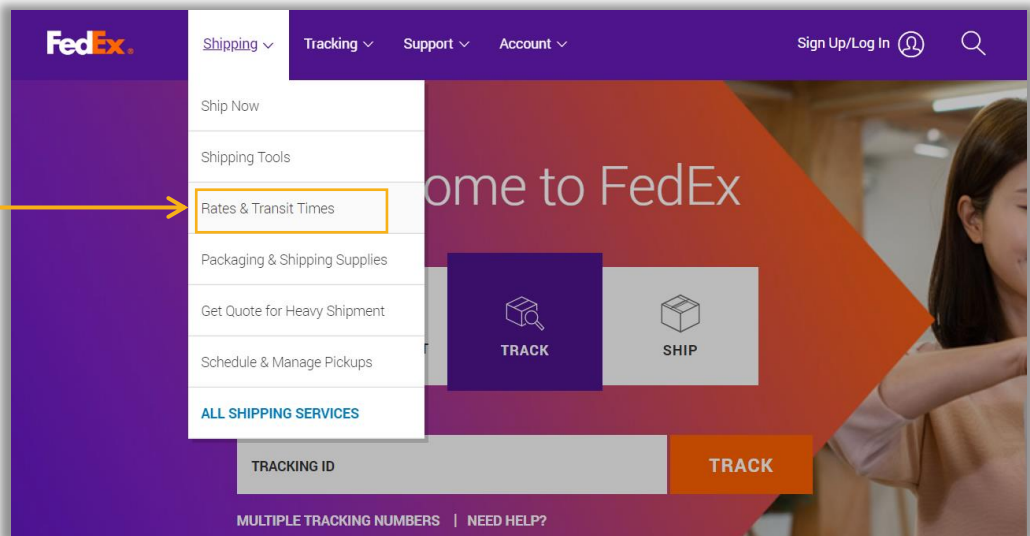 FedEx.
Shipping
Tracking
Support
Account
Sign Up/Log In
Ship Now
Shipping Tools
Rates & Transit Times
Packaging & Shipping Supplies
Get Quote for Heavy Shipment
Schedule & Manage Pickups
ALL SHIPPING SERVICES
ome to FedEx
T
TRACK
SHIP
TRACKING ID
TRACK
MULTIPLE TRACKING NUMBERS | NEED HELP?